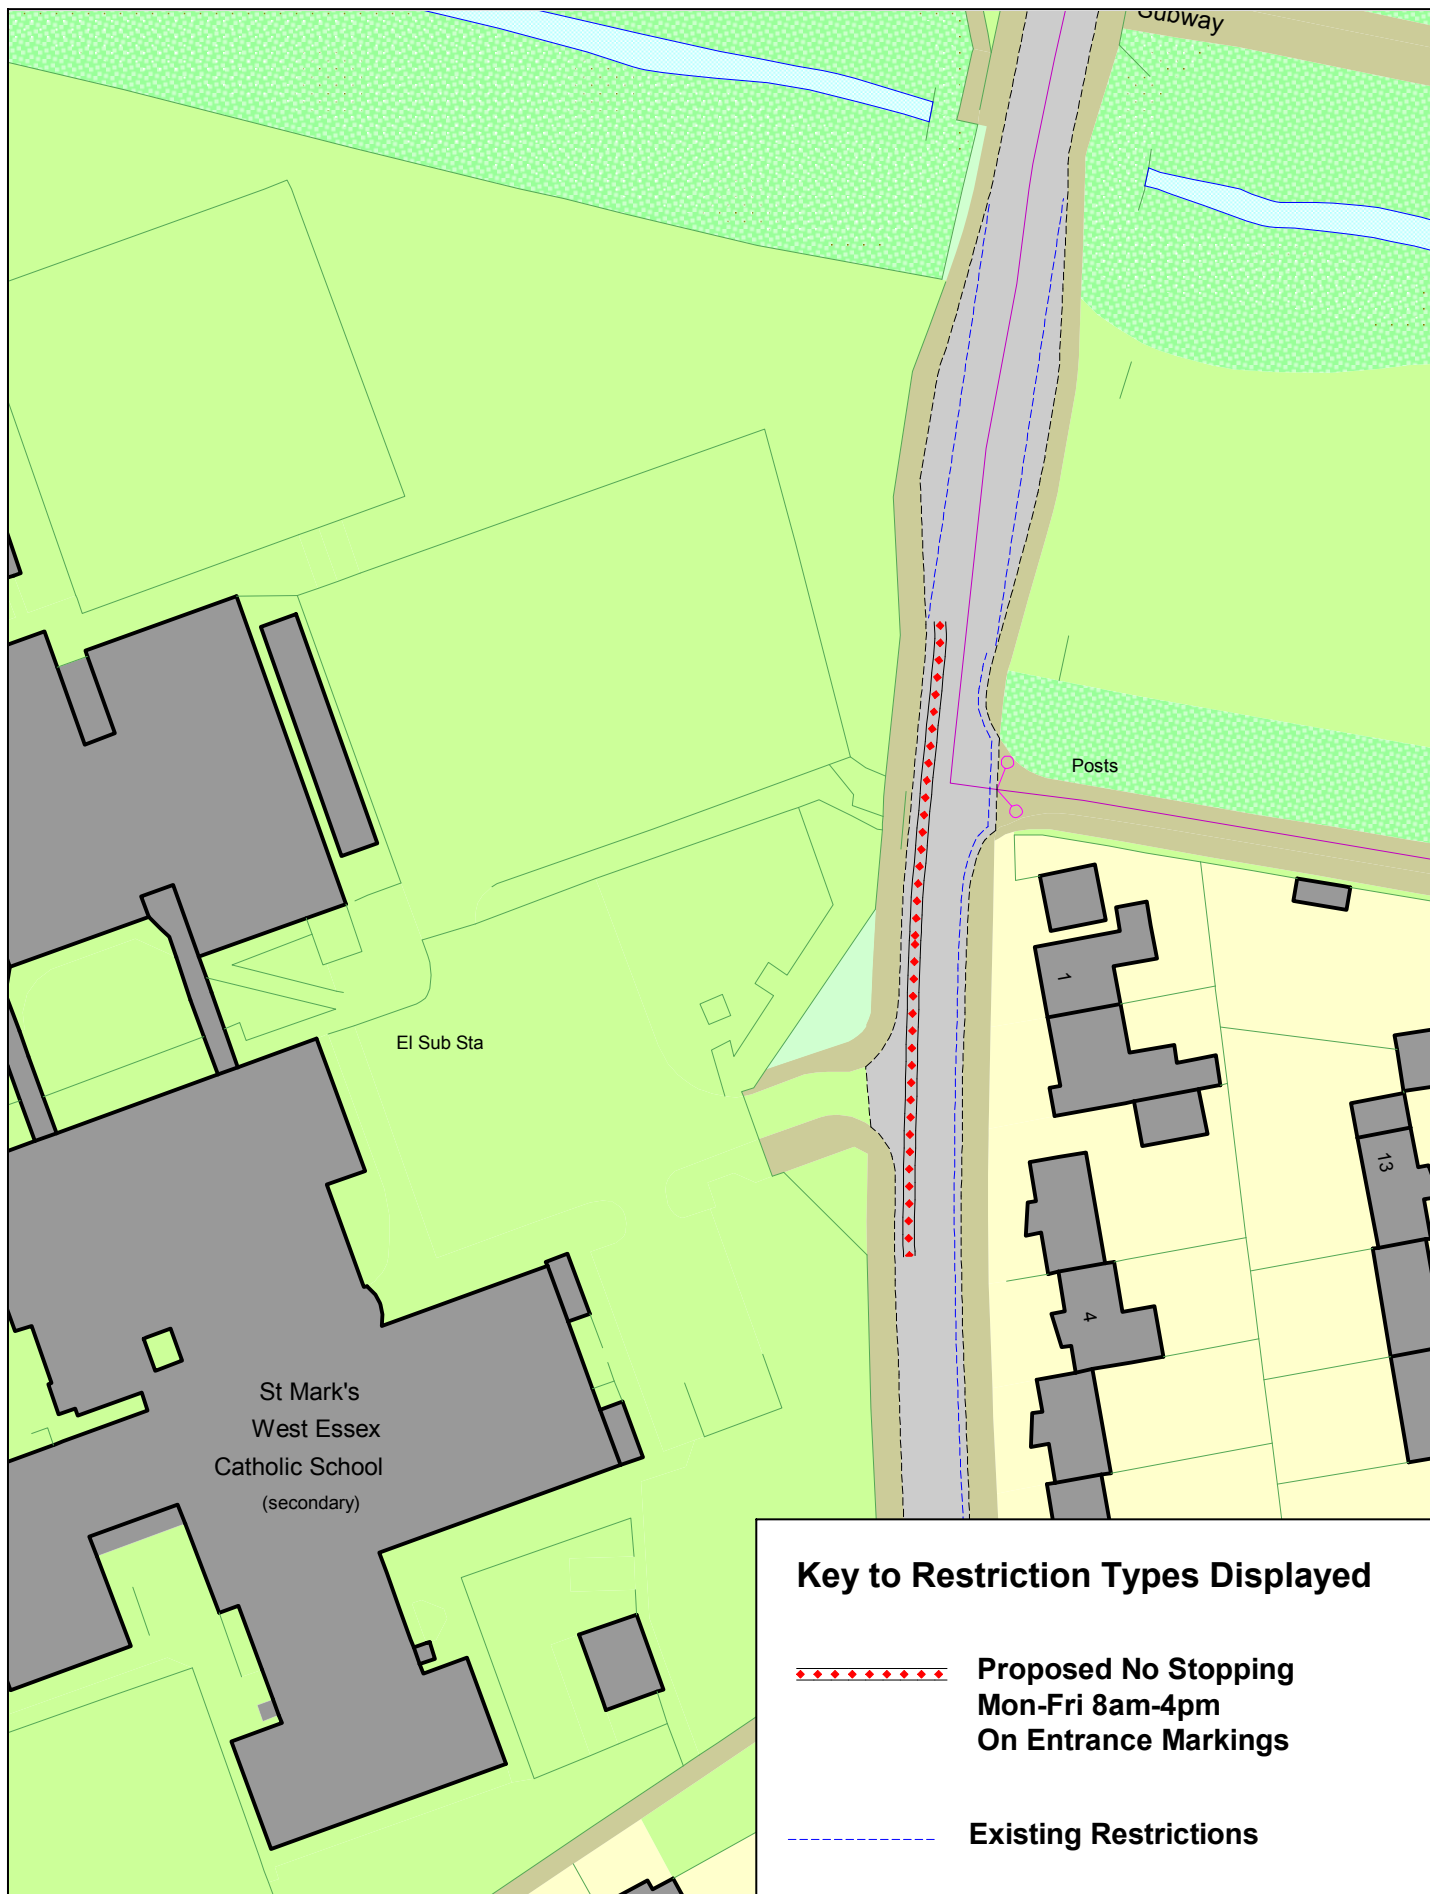 Subway
Posts
1
El Sub Sta
13
4
St Mark's
West Essex
Catholic School
(secondary)
Key to Restriction Types Displayed
Proposed No Stopping
Mon-Fri 8am-4pm
On Entrance Markings
Existing Restrictions